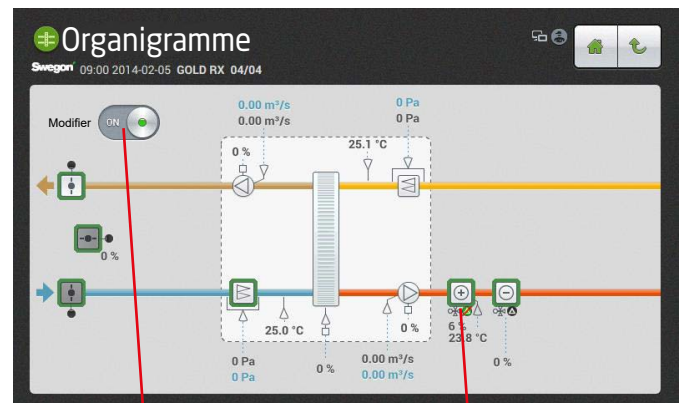 Organigramme
Swegon 09:00 2014-02-05 GOLD RX 04/04
Modifier ON
0.00 m³/s
0.00 m³/s
0 Pa
0 Pa
0 %
25.1 °C
0 %
25.0 °C
0 %
6 %
23.8 °C
0 Pa
0 Pa
0 %
0.00 m³/s
0.00 m³/s
0 %